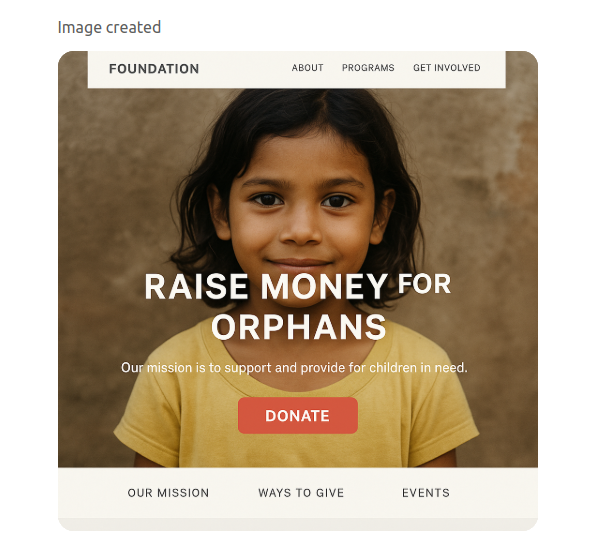 Image created
FOUNDATION
ABOUT PROGRAMS GET INVOLVED
RAISE MONEY FOR
ORPHANS
Our mission is to support and provide for children in need.
DONATE
OUR MISSION WAYS TO GIVE EVENTS